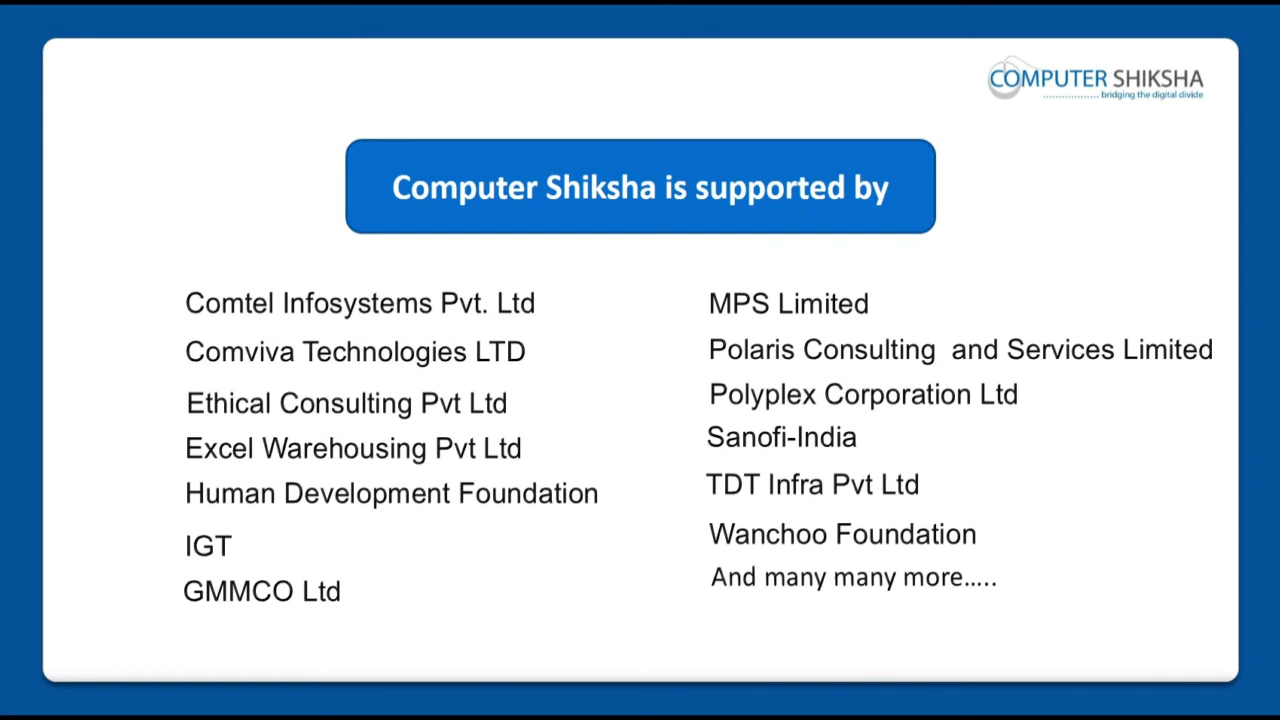 COMPUTER SHIKSHA
bridging the digital divide
Computer Shiksha is supported by
Comtel Infosystems Pvt. Ltd
Comviva Technologies LTD
Ethical Consulting Pvt Ltd
Excel Warehousing Pvt Ltd
Human Development Foundation
IGT
GMMCO Ltd
MPS Limited
Polaris Consulting  and Services Limited
Polyplex Corporation Ltd
Sanofi-India
TDT Infra Pvt Ltd
Wanchoo Foundation
And many many more.....